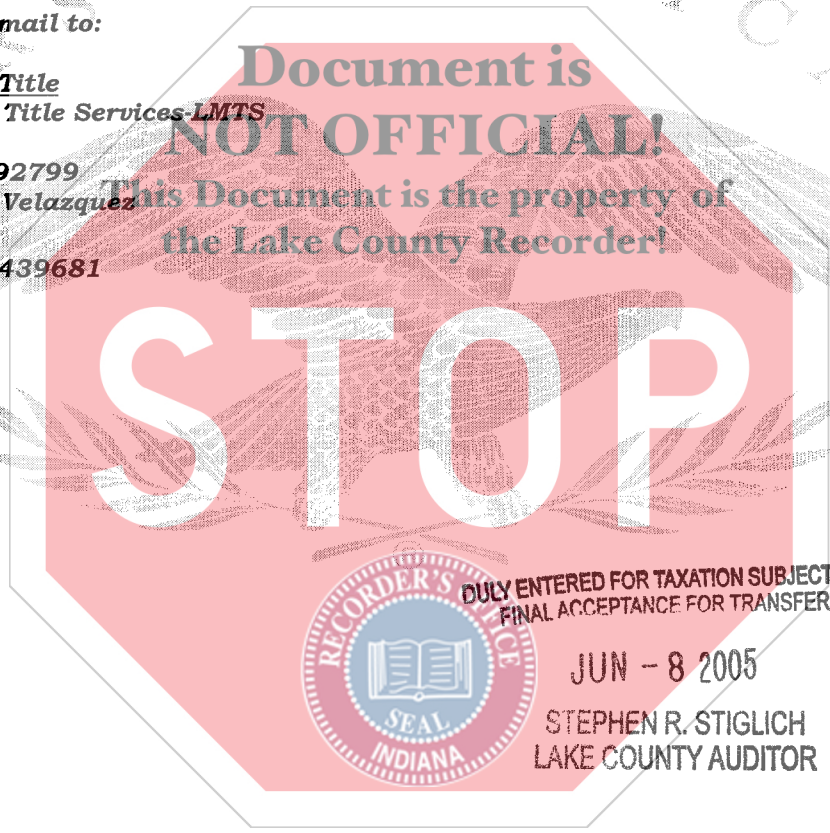 mail to:
Document is
Title
Title Services-LMTS
NOT OFFICIAL!
92799
Velazquez
This Document is the property of
the Lake County Recorder!
439681
STOP
DULY ENTERED FOR TAXATION SUBJECT
FINAL ACCEPTANCE FOR TRANSFER
RECORDER'S OFFICE
JUN - 8 2005
SEAL
INDIANA
STEPHEN R. STIGLICH
LAKE COUNTY AUDITOR